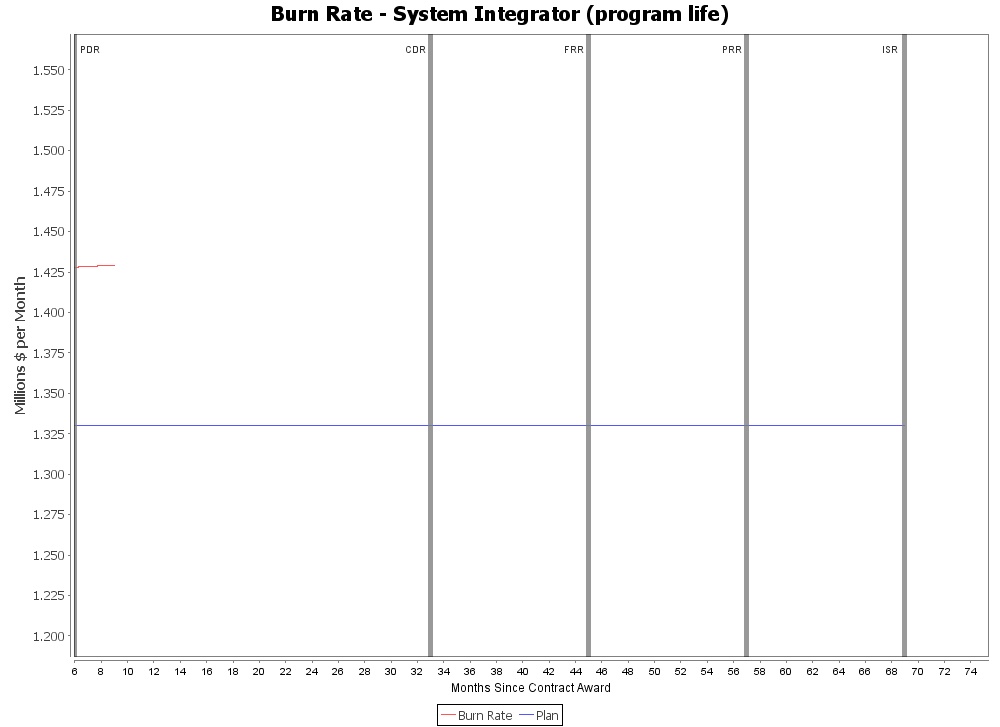 Burn Rate - System Integrator (program life)
PDR
CDR
FRR
PRR
ISR
1.550
1.525
1.500
1.475
1.450
1.425
1.400
1.375
1.350
1.325
1.300
1.275
1.250
1.225
1.200
Millions $ per Month
6 8 10 12 14 16 18 20 22 24 26 28 30 32 34 36 38 40 42 44 46 48 50 52 54 56 58 60 62 64 66 68 70 72 74
Months Since Contract Award
Burn Rate Plan